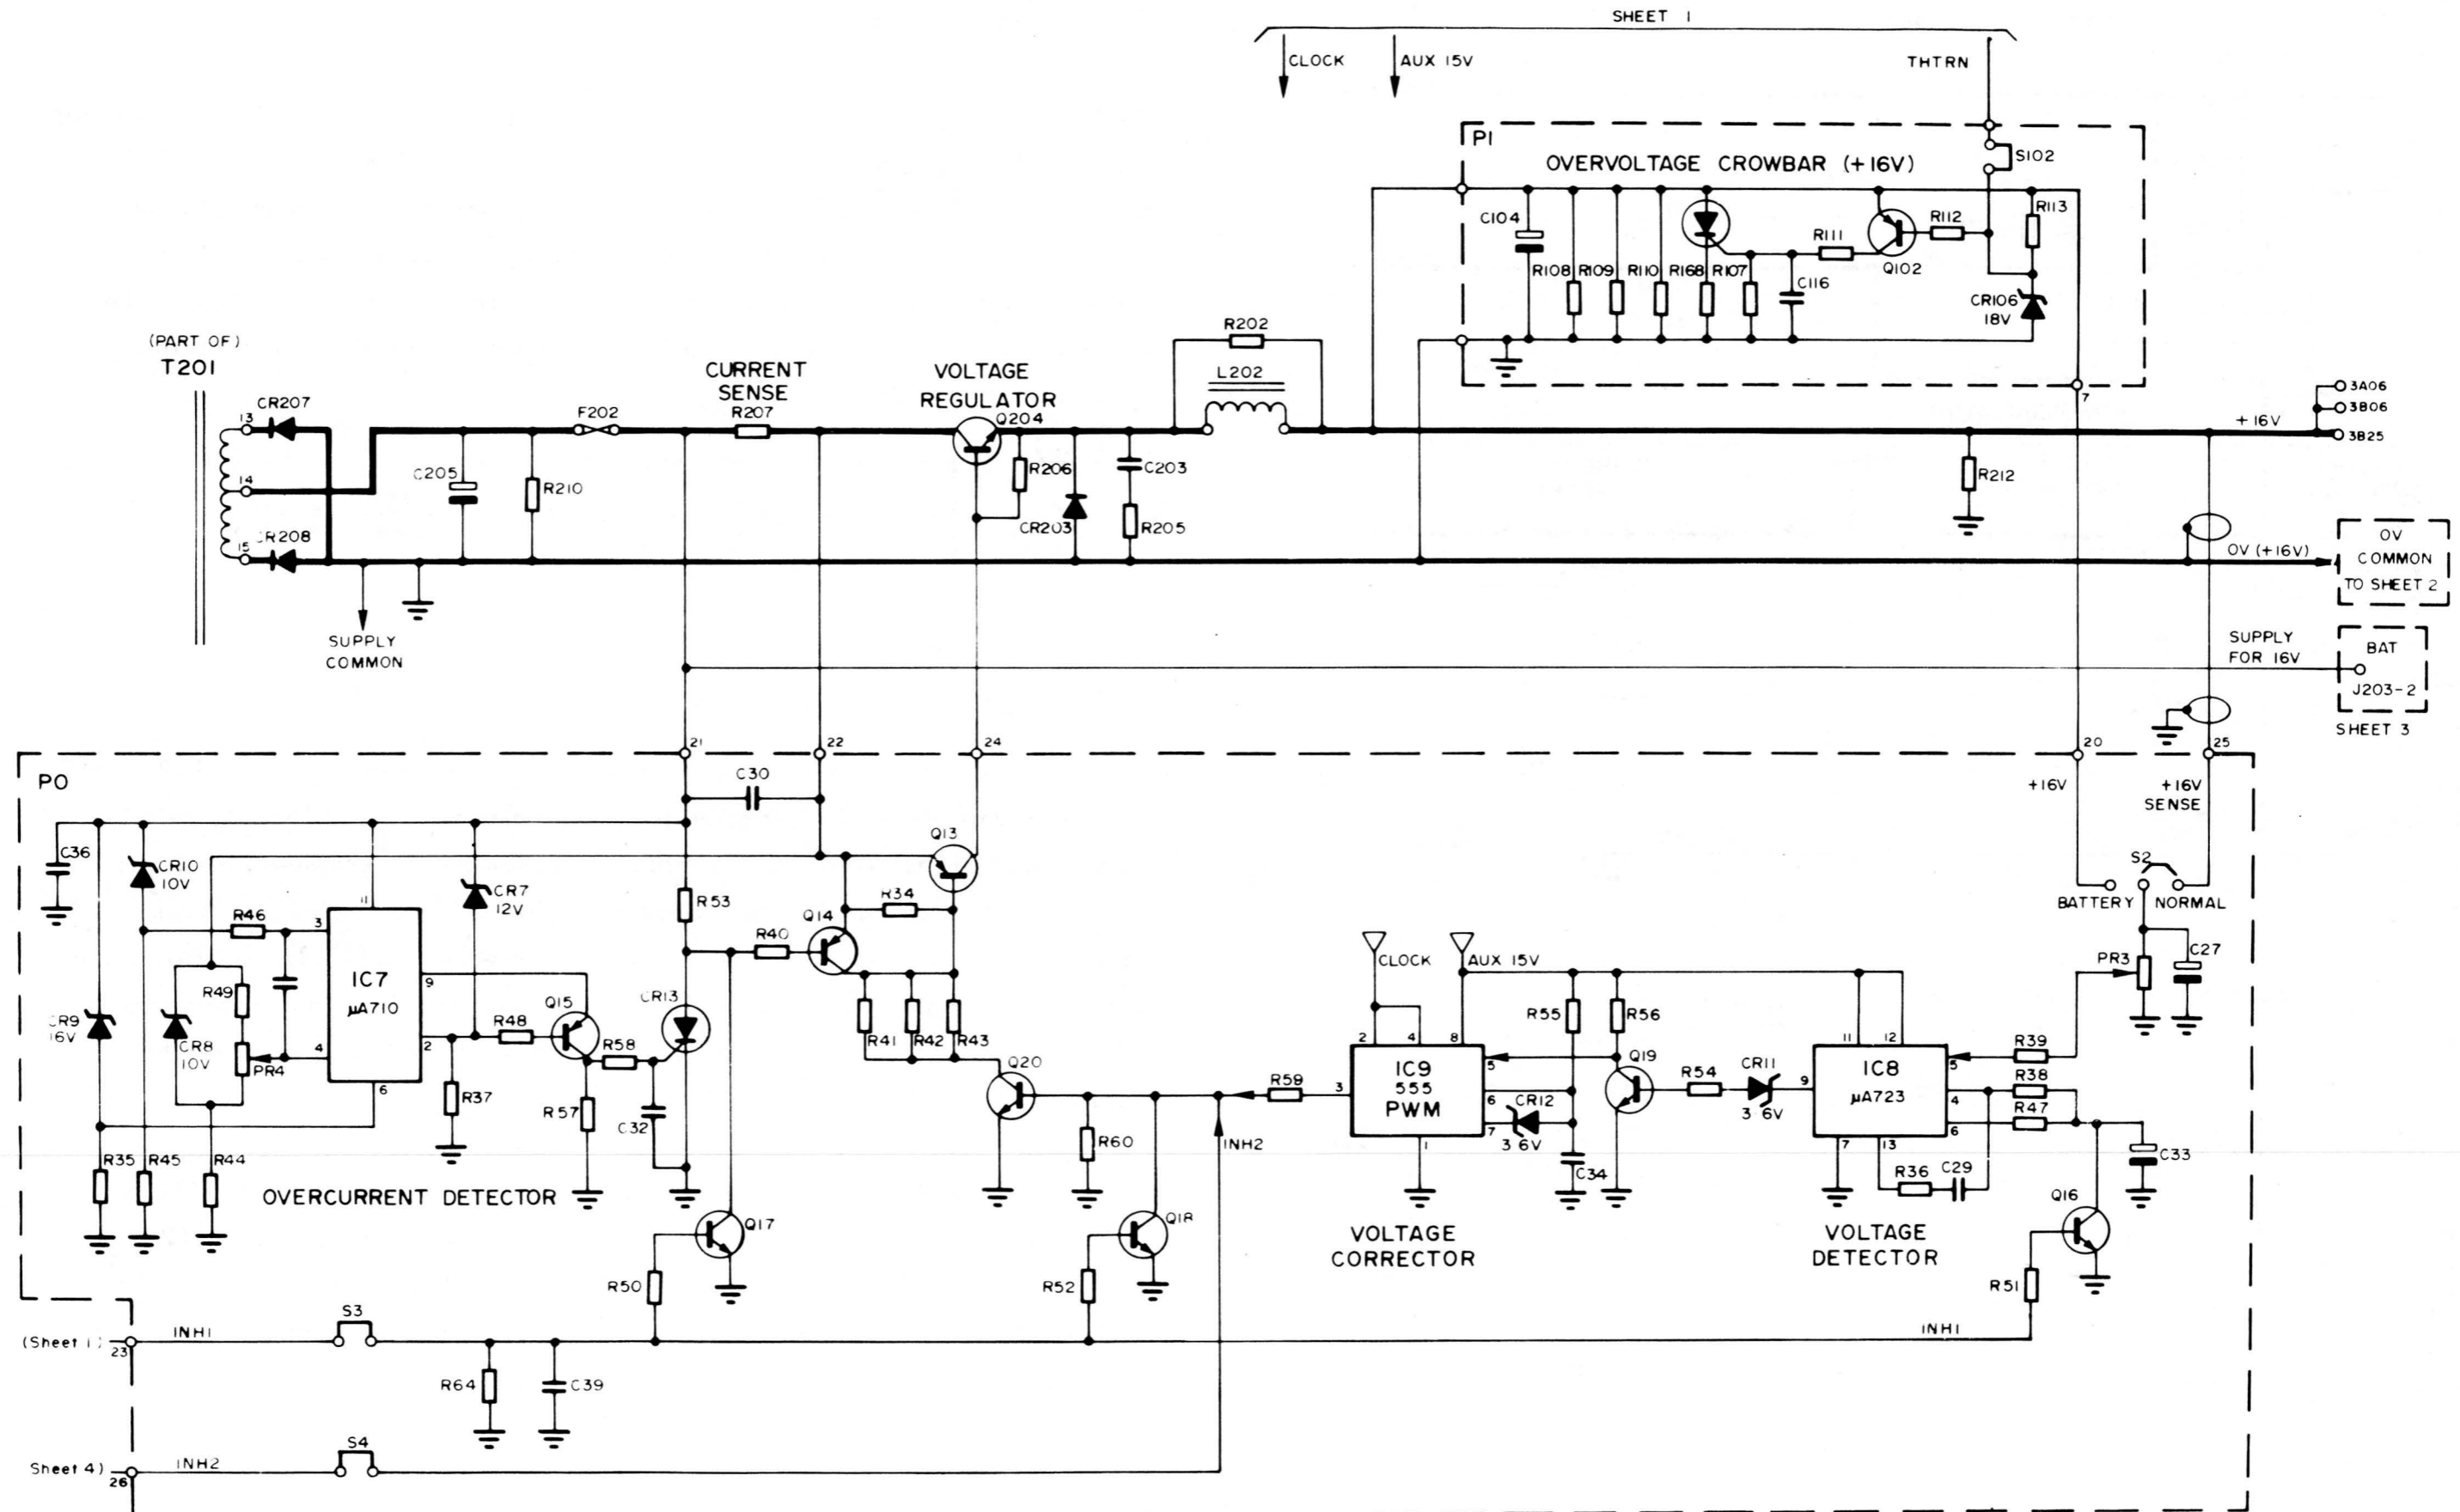 SHEET 1
CLOCK
AUX 15V
THTRN
P1
OVERVOLTAGE CROWBAR (+16V)
S102
C104
R108
R109
R110
R168
R107
C116
R111
Q102
R112
R113
CR106
18V
(PART OF)
T201
13
CR207
14
15
C205
R210
F202
CURRENT
SENSE
R207
VOLTAGE
REGULATOR
Q204
R206
CR203
C203
R205
R202
L202
7
R212
+16V
3A06
3B06
3B25
0V (+16V)
0V
COMMON
TO SHEET 2
SUPPLY
COMMON
SUPPLY
FOR 16V
BAT
J203-2
SHEET 3
PO
21
22
24
20
25
C30
+16V
+16V
SENSE
C36
CR10
10V
CR9
16V
R46
R49
CR8
10V
PR4
3
11
IC7
µA710
9
2
4
6
CR7
12V
R48
R37
Q15
R58
R57
C32
CR13
R53
R40
Q14
R34
Q13
R41
R42
R43
Q20
R35
R45
R44
OVERCURRENT DETECTOR
Q17
R50
R60
Q18
R52
INH2
R59
CLOCK
AUX 15V
2
4
8
IC9
555
PWM
3
5
6
7
1
CR12
3 6V
R55
R56
C34
Q19
R54
CR11
3 6V
11
12
IC8
µA723
9
5
4
6
7
13
R39
R38
R47
R36
C29
C33
Q16
R51
S2
BATTERY
NORMAL
PR3
C27
VOLTAGE
CORRECTOR
VOLTAGE
DETECTOR
(Sheet 1)
23
INH1
S3
INH1
R64
C39
Sheet 4)
26
INH2
S4